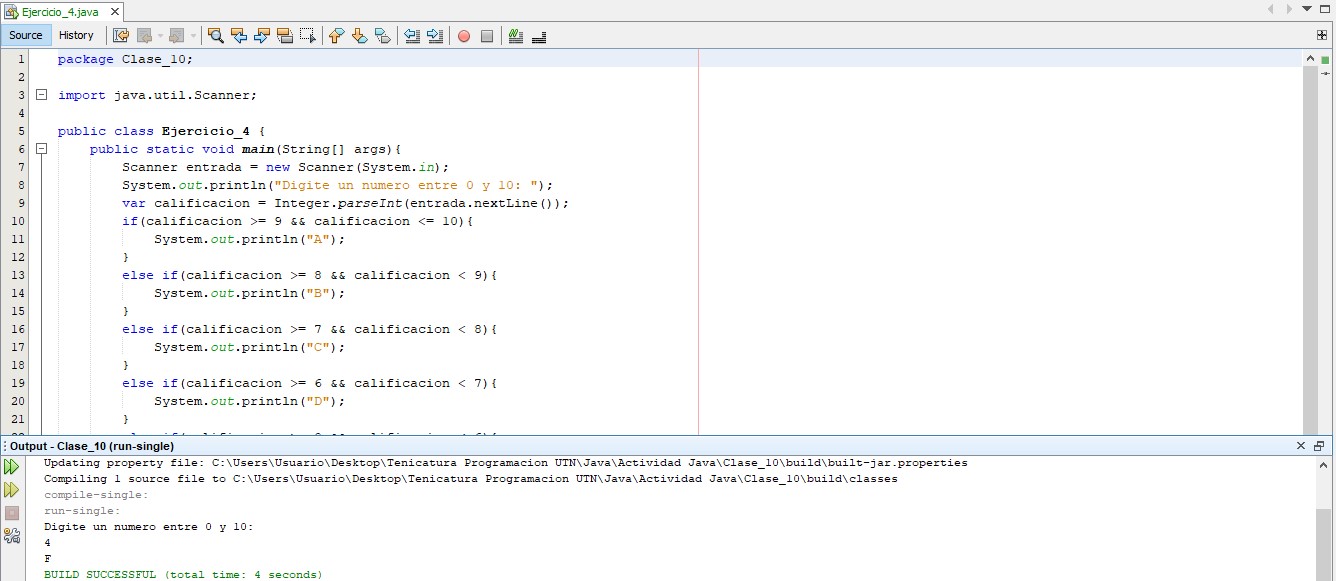 Ejercicio_4.java
Source History
1 package Clase_10;
2
3 import java.util.Scanner;
4
5 public class Ejercicio_4 {
6 public static void main(String[] args){
7 Scanner entrada = new Scanner(System.in);
8 System.out.println("Digite un numero entre 0 y 10: ");
9 var calificacion = Integer.parseInt(entrada.nextLine());
10 if(calificacion >= 9 && calificacion <= 10){
11 System.out.println("A");
12 }
13 else if(calificacion >= 8 && calificacion < 9){
14 System.out.println("B");
15 }
16 else if(calificacion >= 7 && calificacion < 8){
17 System.out.println("C");
18 }
19 else if(calificacion >= 6 && calificacion < 7){
20 System.out.println("D");
21 }
Output - Clase_10 (run-single)
Updating property file: C:\Users\Usuario\Desktop\Tenicatura Programacion UTN\Java\Actividad Java\Clase_10\build\built-jar.properties
Compiling 1 source file to C:\Users\Usuario\Desktop\Tenicatura Programacion UTN\Java\Actividad Java\Clase_10\build\classes
compile-single:
run-single:
Digite un numero entre 0 y 10:
4
F
BUILD SUCCESSFUL (total time: 4 seconds)